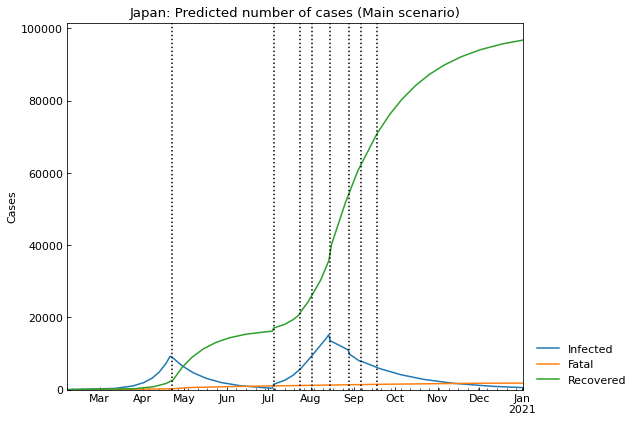 Japan: Predicted number of cases (Main scenario)
100000
80000
60000
40000
20000
0
Cases
Mar Apr May Jun Jul Aug Sep Oct Nov Dec Jan
2021
Infected
Fatal
Recovered